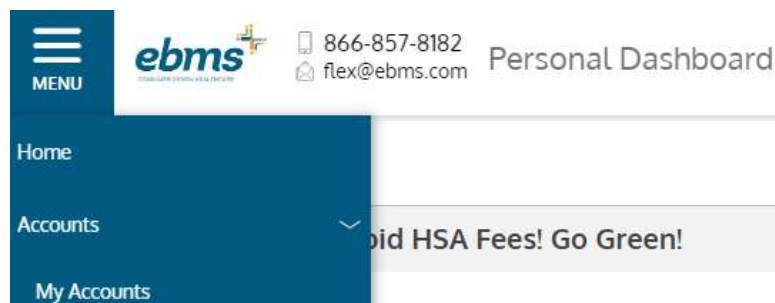 MENU
ebms
866-857-8182
flex@ebms.com
Personal Dashboard
Home
Accounts
oid HSA Fees! Go Green!
My Accounts